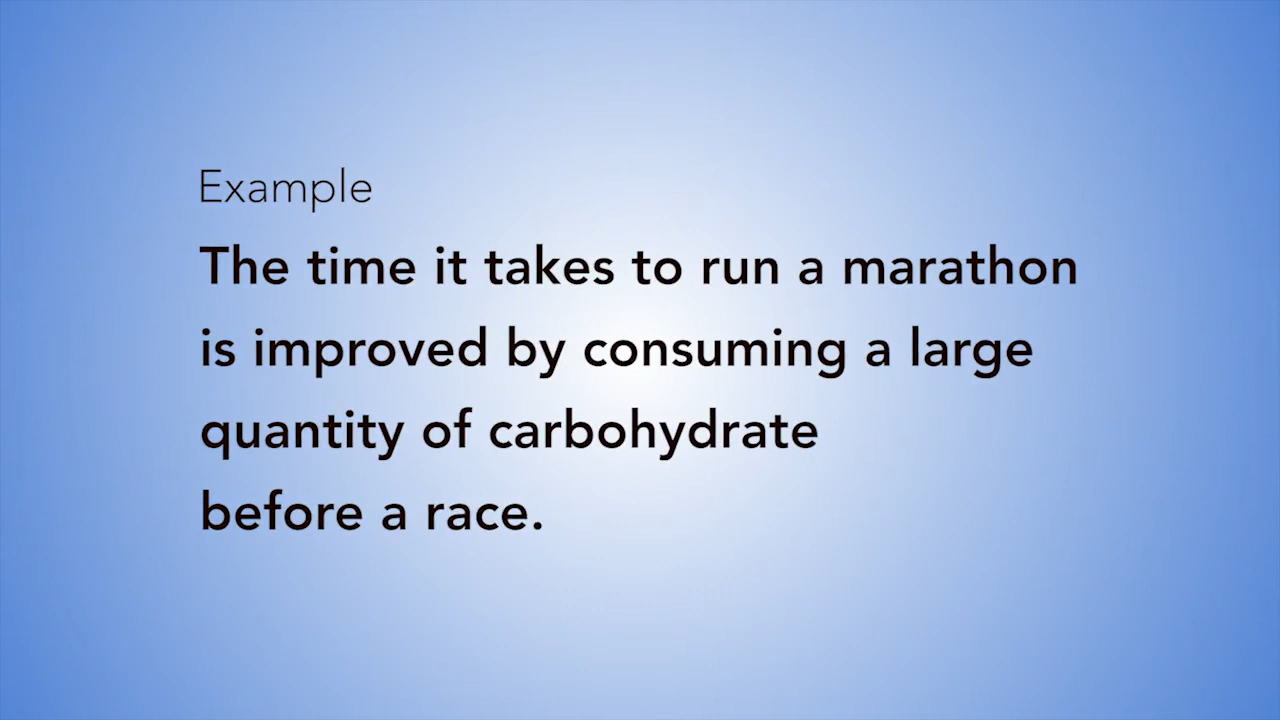 Example
The time it takes to run a marathon
is improved by consuming a large
quantity of carbohydrate
before a race.